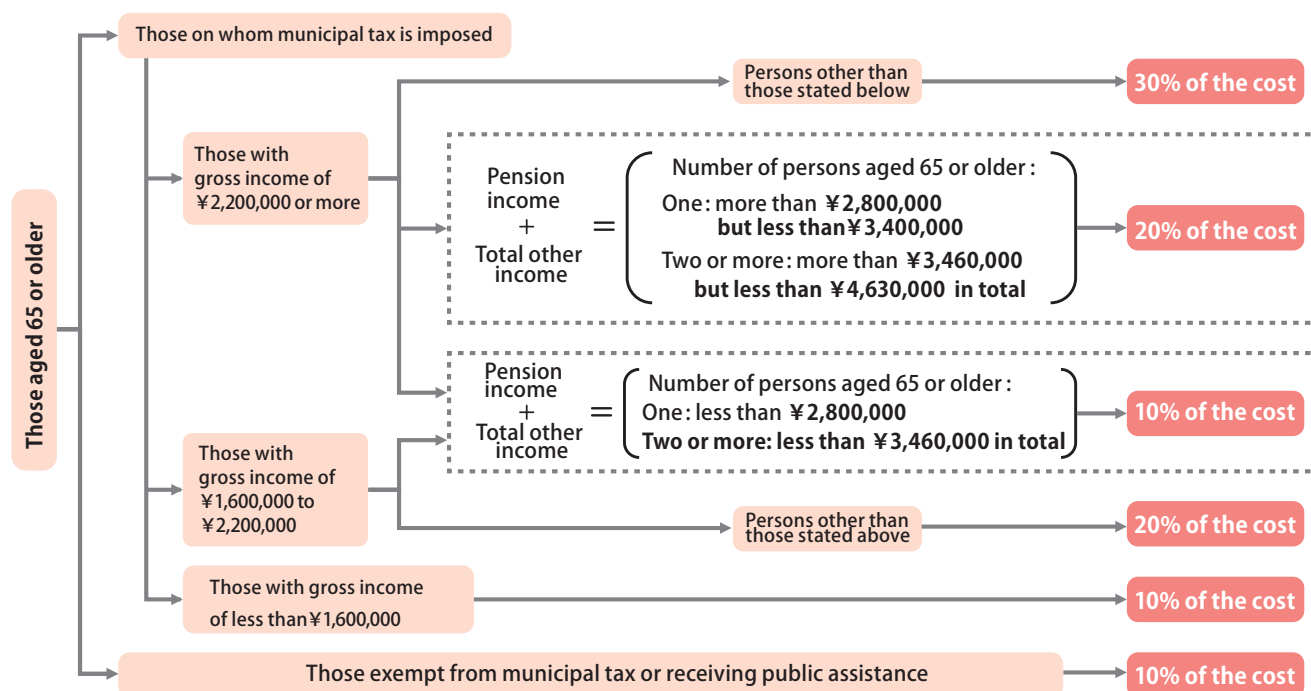 Those aged 65 or older
Those on whom municipal tax is imposed
Those with
gross income of
¥2,200,000 or more
Persons other than
those stated below
30% of the cost
Pension
income
+
Total other
income
=
Number of persons aged 65 or older :
One : more than ¥2,800,000
but less than¥3,400,000
Two or more : more than ¥3,460,000
but less than ¥4,630,000 in total
20% of the cost
Pension
income
+
Total other
income
=
Number of persons aged 65 or older :
One : less than ¥2,800,000
Two or more: less than ¥3,460,000 in total
10% of the cost
Those with
gross income of
¥1,600,000 to
¥2,200,000
Persons other than
those stated above
20% of the cost
Those with gross income
of less than¥1,600,000
10% of the cost
Those exempt from municipal tax or receiving public assistance
10% of the cost